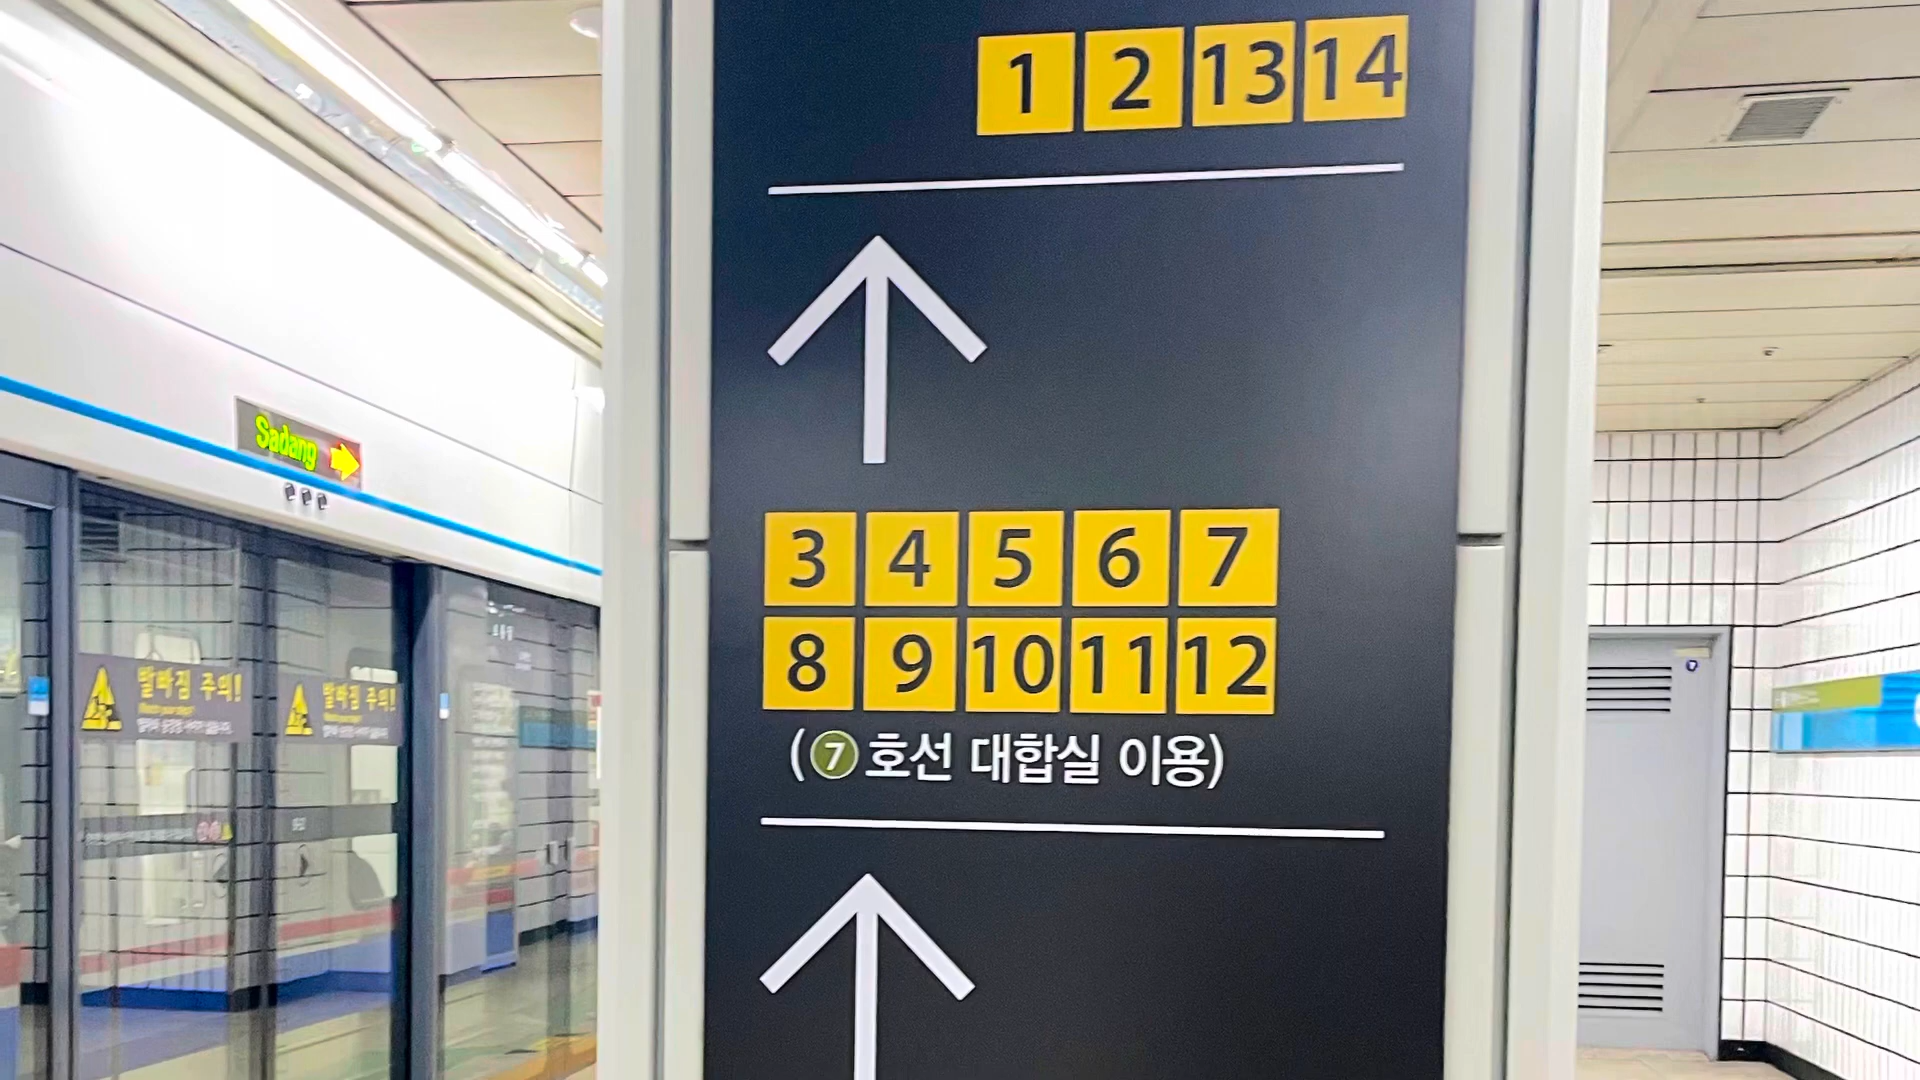 1 2 13 14
3 4 5 6 7
8 9 10 11 12
(7호선 대합실 이용)
Sadang
발빠짐 주의!
발빠짐 주의!